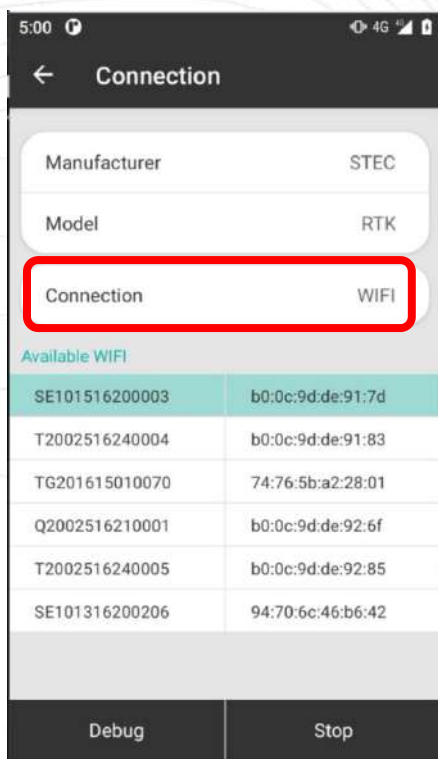 5:00 4G 4G
Connection
Manufacturer STEC
Model RTK
Connection WIFI
Available WIFI
SE101516200003 b0:0c:9d:de:91:7d
T2002516240004 b0:0c:9d:de:91:83
TG201615010070 74:76:5b:a2:28:01
Q2002516210001 b0:0c:9d:de:92:6f
T2002516240005 b0:0c:9d:de:92:85
SE101316200206 94:70:6c:46:b6:42
Debug Stop